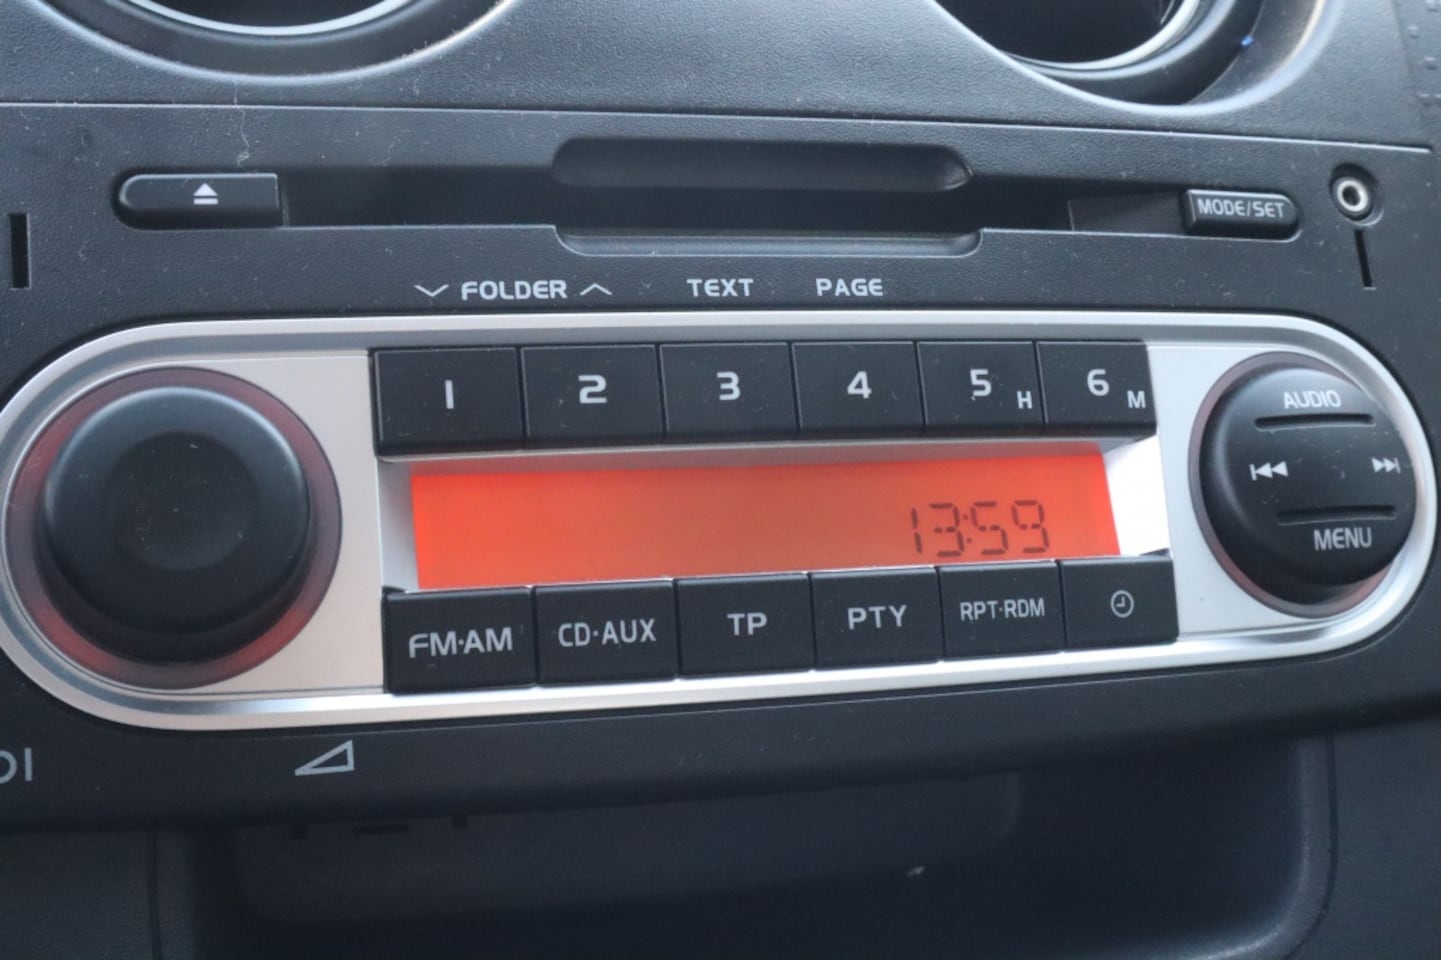 MODE/SET
FOLDER TEXT PAGE
1 2 3 4 5 H 6 M
AUDIO
13:59
MENU
FM·AM CD·AUX TP PTY RPT·RDM